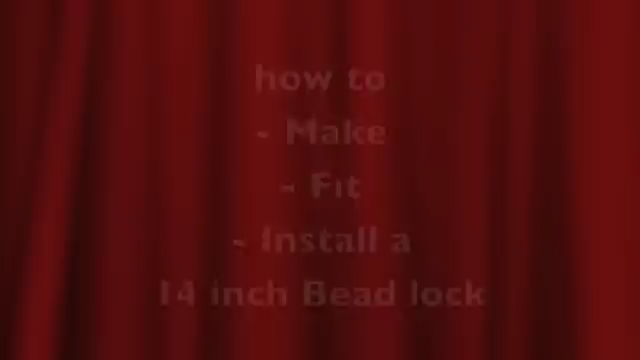 how to
- Make
- Fit
- Install a
14 inch Bead lock